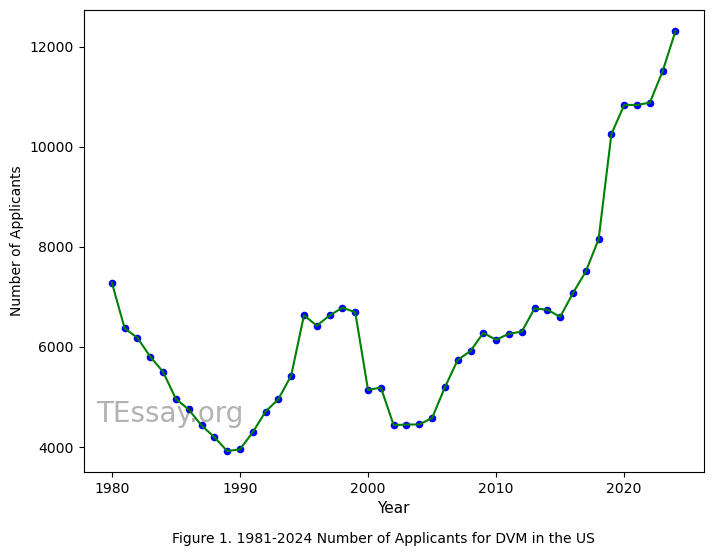 12000
10000
8000
6000
4000
Number of Applicants
TEssay.org
1980 1990 2000 2010 2020
Year
Figure 1. 1981-2024 Number of Applicants for DVM in the US